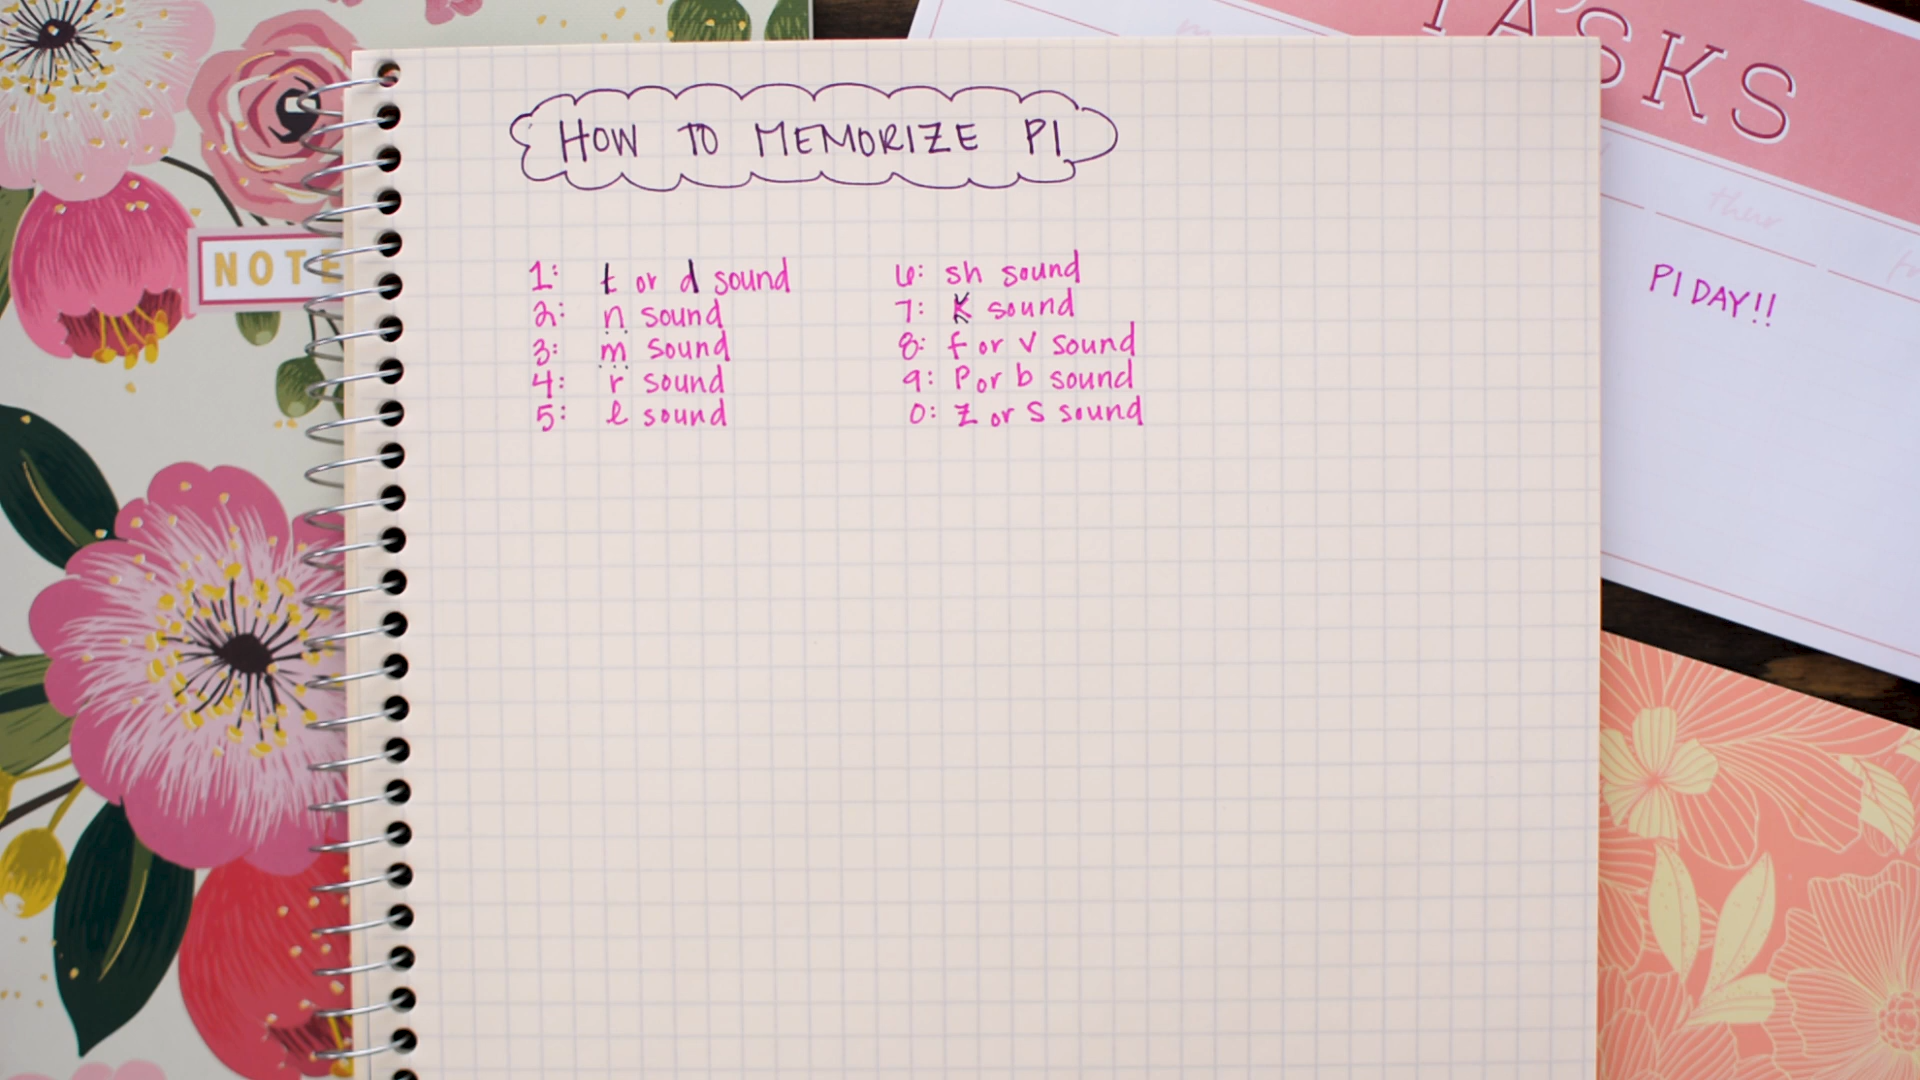 TASKS
HOW TO MEMORIZE PI
thur
NOTE
PI DAY!!
1: t or d sound
2: n sound
3: m sound
4: r sound
5: l sound
6: sh sound
7: K sound
8: f or v sound
9: P or b sound
0: Z or S sound